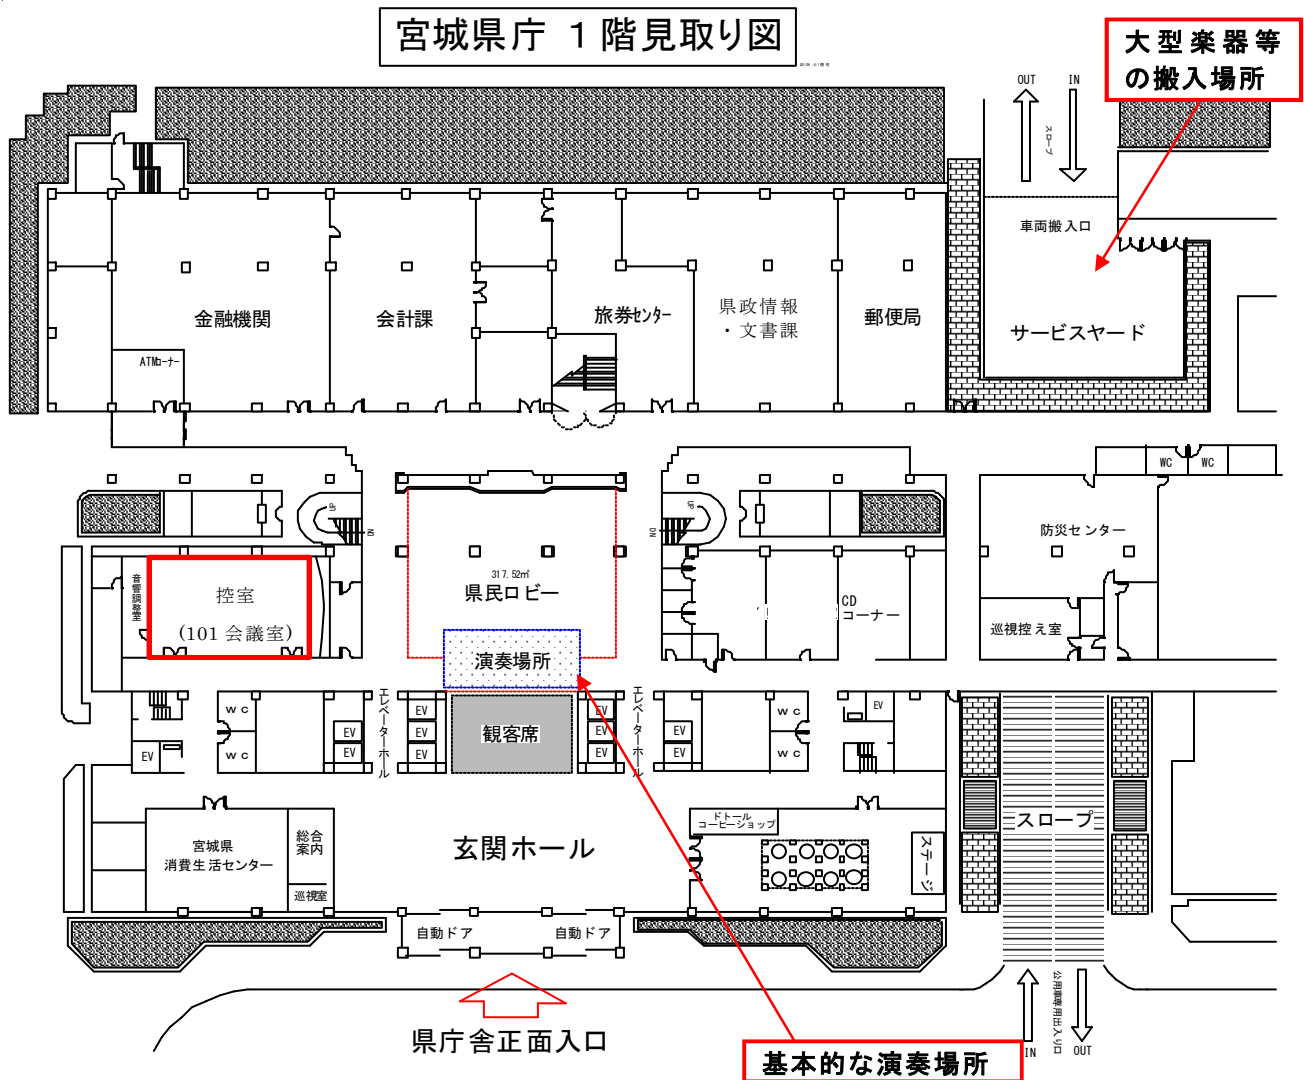 宮城県庁 1階見取り図
大型楽器等
の搬入場所
OUT
IN
スロープ
車両搬入口
サービスヤード
金融機関
会計課
旅券センター
県政情報
・文書課
郵便局
ATMコーナー
WC
WC
防災センター
UP
DN
UP
DN
音響調整室
控室
(101会議室)
317.52㎡
県民ロビー
CD
コーナー
巡視控え室
演奏場所
エレベーターホール
エレベーターホール
WC
WC
EV
EV
EV
EV
EV
EV
観客席
EV
EV
EV
EV
EV
WC
WC
EV
スロープ
宮城県
消費生活センター
総合
案内
巡視室
玄関ホール
ドトール
コーヒーショップ
ステージ
自動ドア
自動ドア
県庁舎正面入口
基本的な演奏場所
公用車専用出入り口
IN
OUT